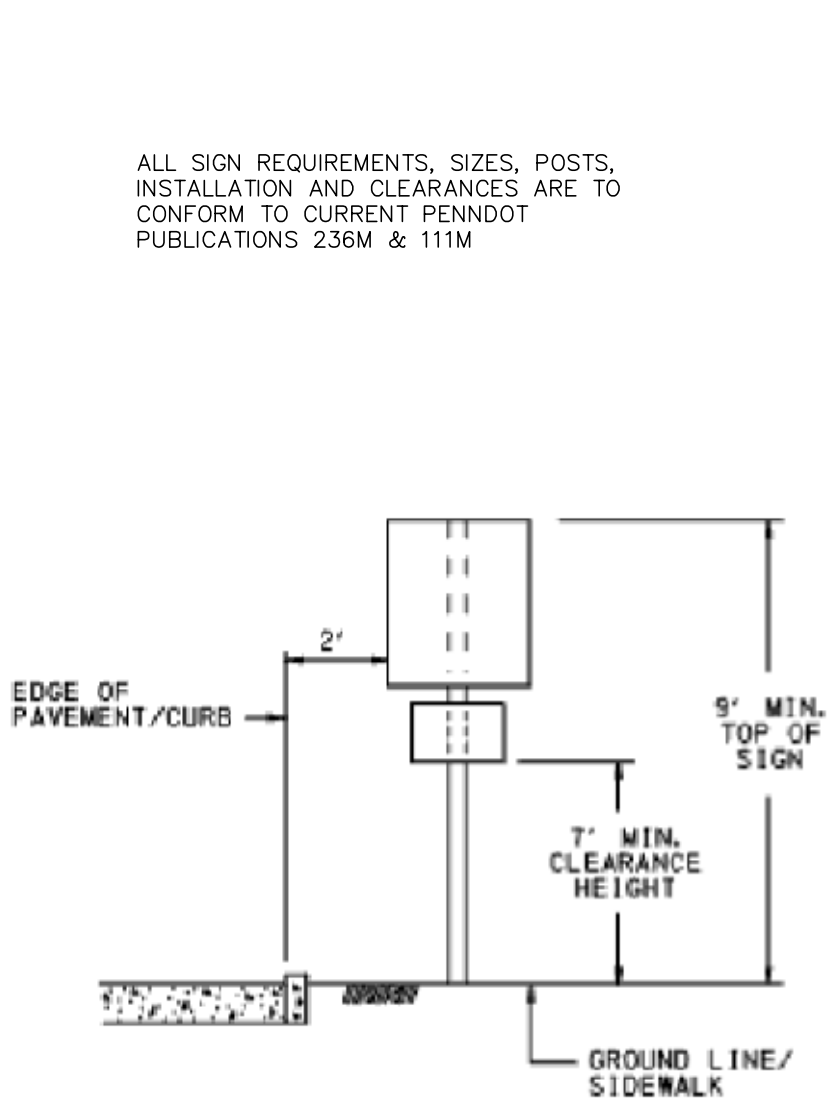 ALL SIGN REQUIREMENTS, SIZES, POSTS,
INSTALLATION AND CLEARANCES ARE TO
CONFORM TO CURRENT PENNDOT
PUBLICATIONS 236M & 111M
2'
EDGE OF
PAVEMENT/CURB
9' MIN.
TOP OF
SIGN
7' MIN.
CLEARANCE
HEIGHT
GROUND LINE/
SIDEWALK